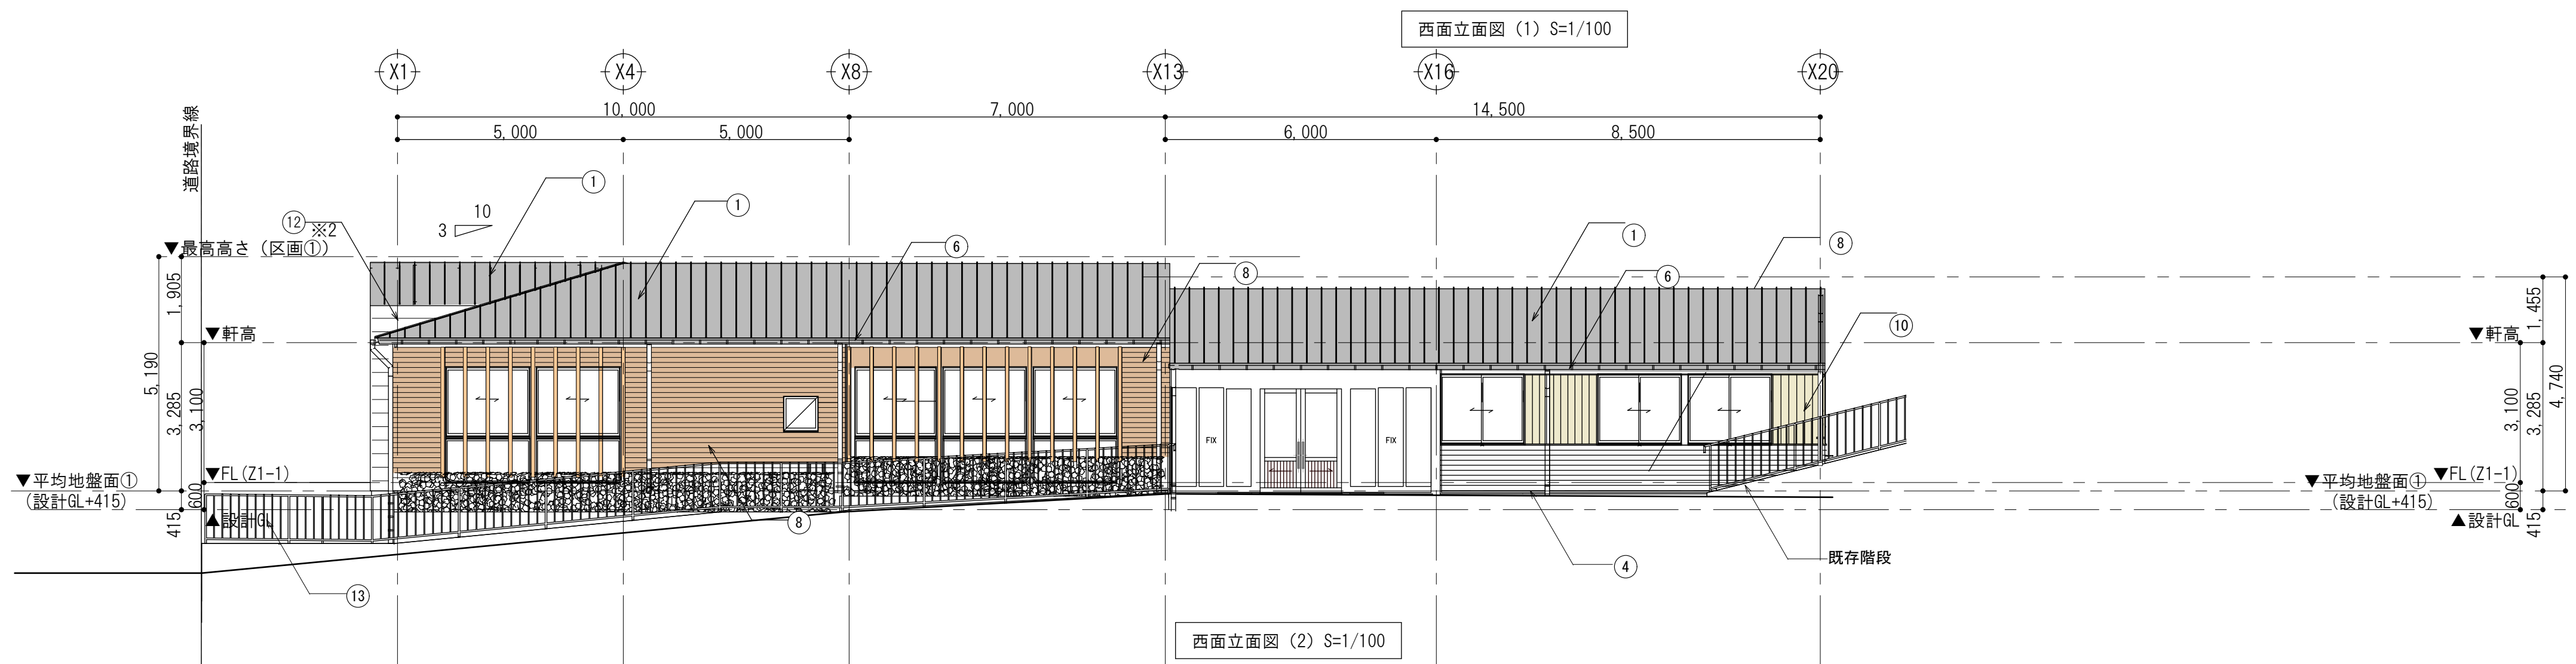 西面立面図（1）S=1/100
X1
X4
X8
X13
X16
X20
10,000
7,000
14,500
5,000
5,000
6,000
8,500
道路境界線
①
①
⑫
※2
10
3
▼最高高さ（区画①）
⑥
⑧
①
⑥
⑧
⑩
1,905
▼軒高
5,190
3,285
3,100
▼FL(Z1-1)
▼平均地盤面①
(設計GL+415)
600
415
▲設計GL
FIX
FIX
⑧
⑬
④
既存階段
1,455
▼軒高
3,100
3,285
4,740
▼FL(Z1-1)
▼平均地盤面①
(設計GL+415)
600
▲設計GL
415
西面立面図（2）S=1/100